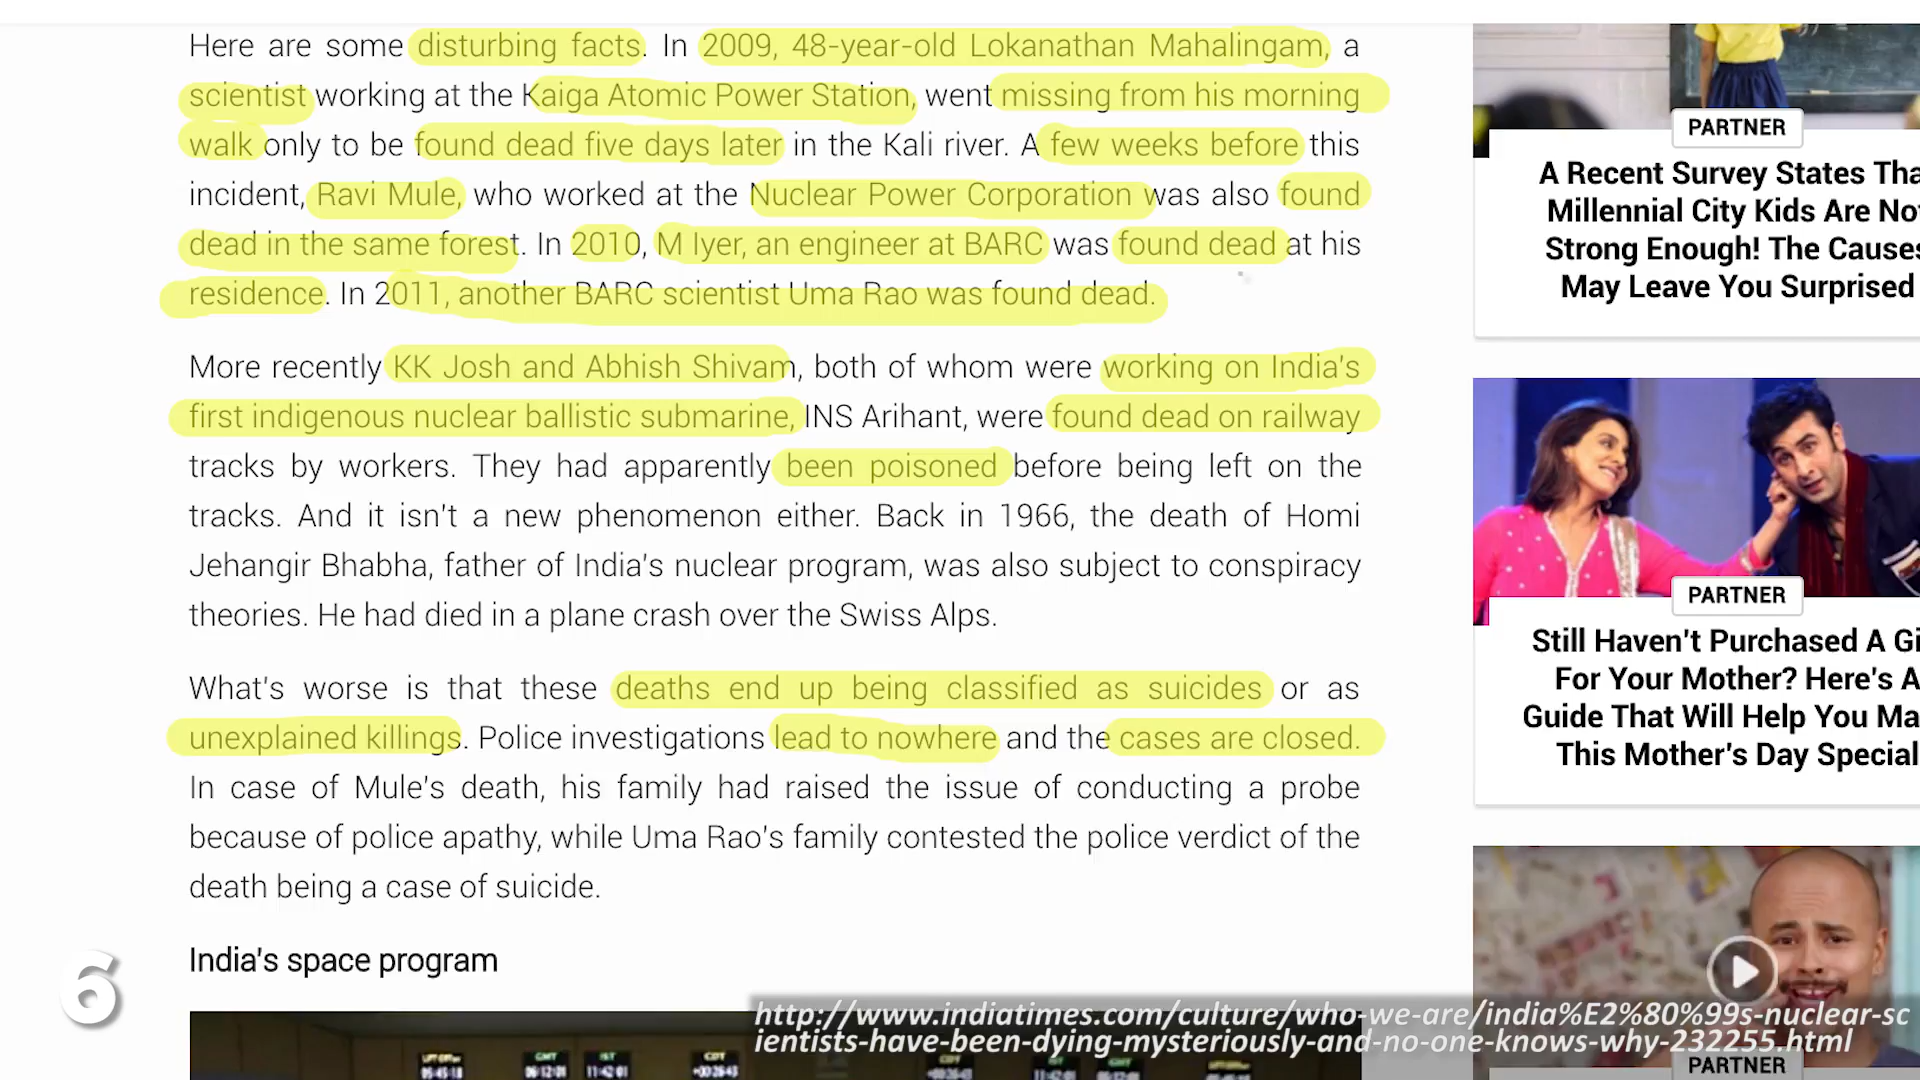 Here are some disturbing facts. In 2009, 48-year-old Lokanathan Mahalingam, a
scientist working at the Kaiga Atomic Power Station, went missing from his morning
walk only to be found dead five days later in the Kali river. A few weeks before this
incident, Ravi Mule, who worked at the Nuclear Power Corporation was also found
dead in the same forest. In 2010, M Iyer, an engineer at BARC was found dead at his
residence. In 2011, another BARC scientist Uma Rao was found dead.
More recently KK Josh and Abhish Shivam, both of whom were working on India's
first indigenous nuclear ballistic submarine, INS Arihant, were found dead on railway
tracks by workers. They had apparently been poisoned before being left on the
tracks. And it isn't a new phenomenon either. Back in 1966, the death of Homi
Jehangir Bhabha, father of India's nuclear program, was also subject to conspiracy
theories. He had died in a plane crash over the Swiss Alps.
What's worse is that these deaths end up being classified as suicides or as
unexplained killings. Police investigations lead to nowhere and the cases are closed.
In case of Mule's death, his family had raised the issue of conducting a probe
because of police apathy, while Uma Rao's family contested the police verdict of the
death being a case of suicide.
India's space program
6
PARTNER
A Recent Survey States Tha
Millennial City Kids Are Not
Strong Enough! The Causes
May Leave You Surprised
PARTNER
Still Haven't Purchased A Gi
For Your Mother? Here's A
Guide That Will Help You Ma
This Mother's Day Special
http://www.indiatimes.com/culture/who-we-are/india%E2%80%99s-nuclear-sc
ientists-have-been-dying-mysteriously-and-no-one-knows-why-232255.html
PARTNER